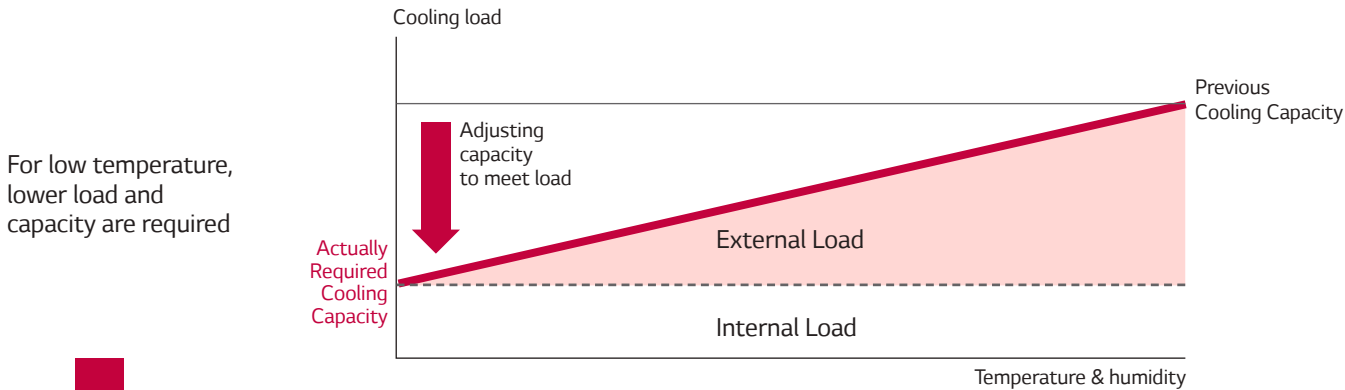 Cooling load
Previous
Cooling Capacity
Adjusting
capacity
to meet load
For low temperature,
lower load and
capacity are required
External Load
Actually
Required
Cooling
Capacity
Internal Load
Temperature & humidity